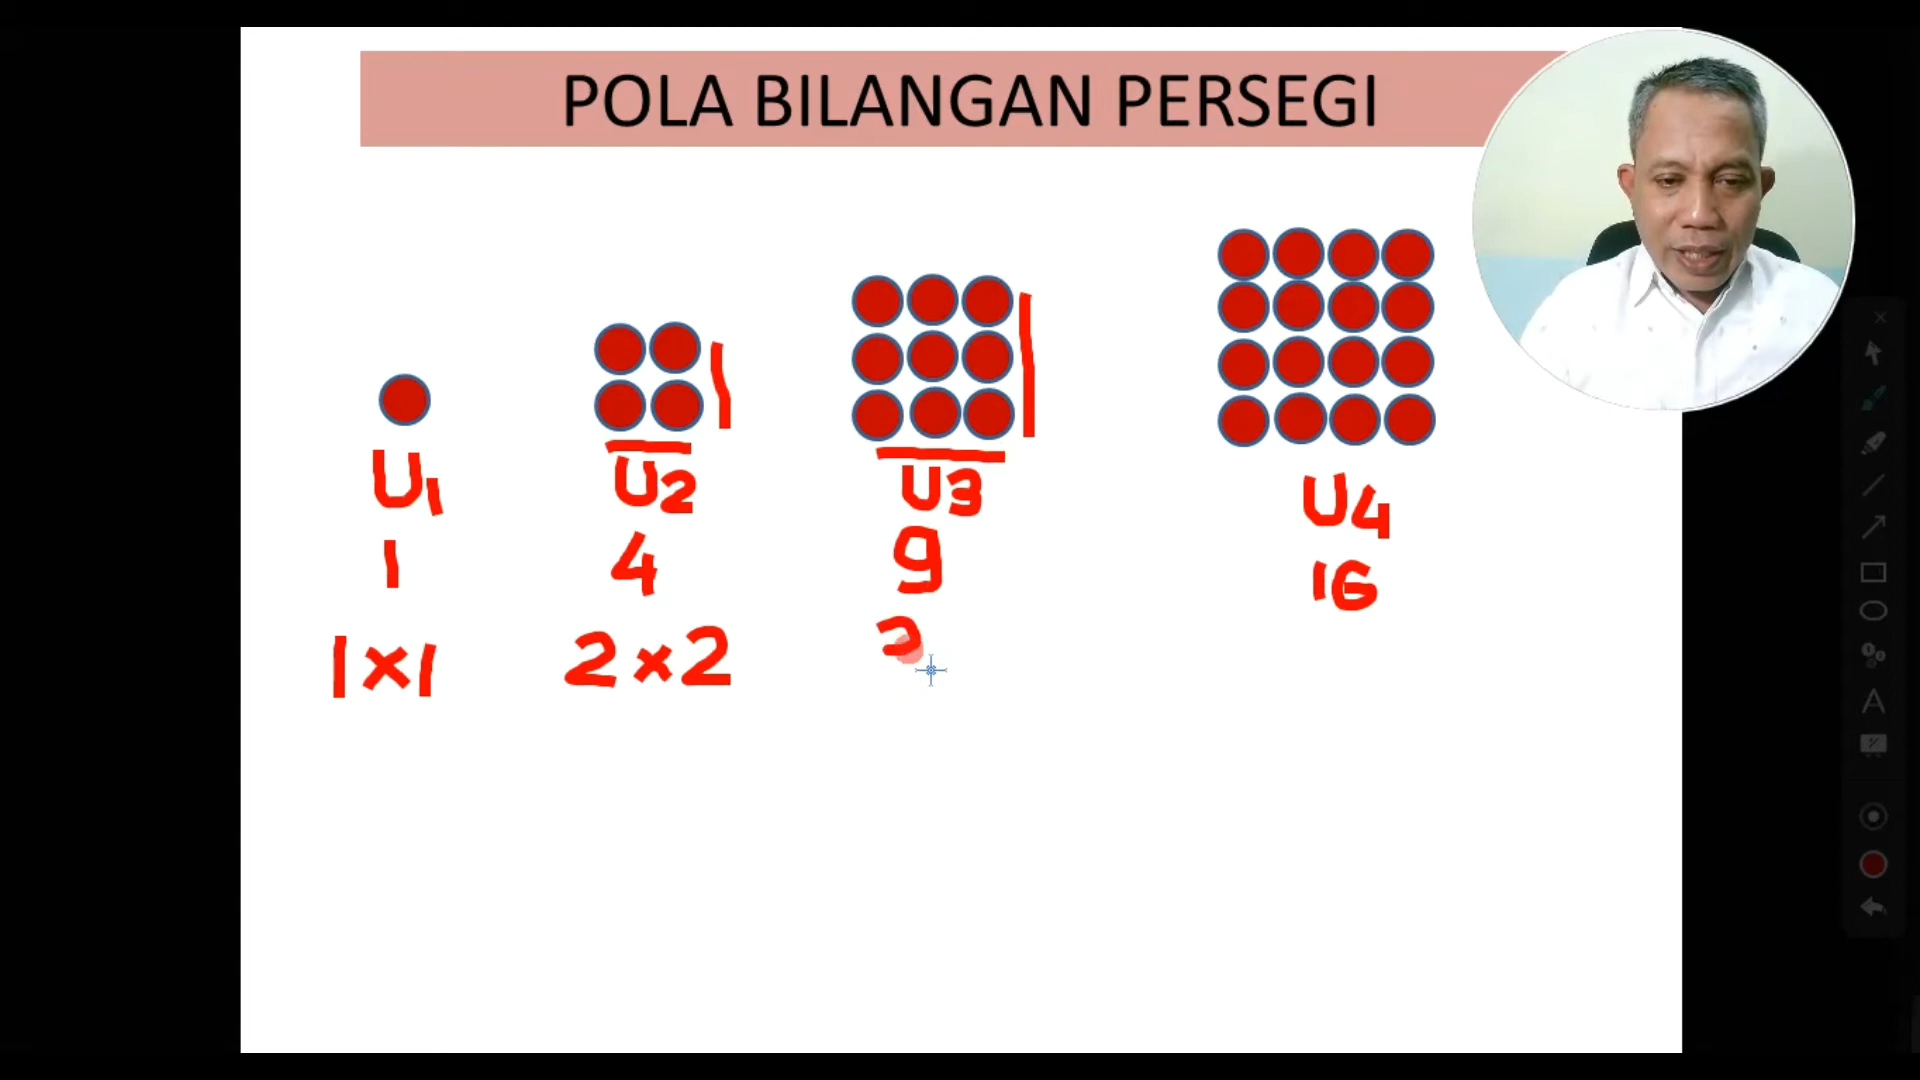 POLA BILANGAN PERSEGI
U1 U2 U3 U4
1 4 9 16
1×1 2×2